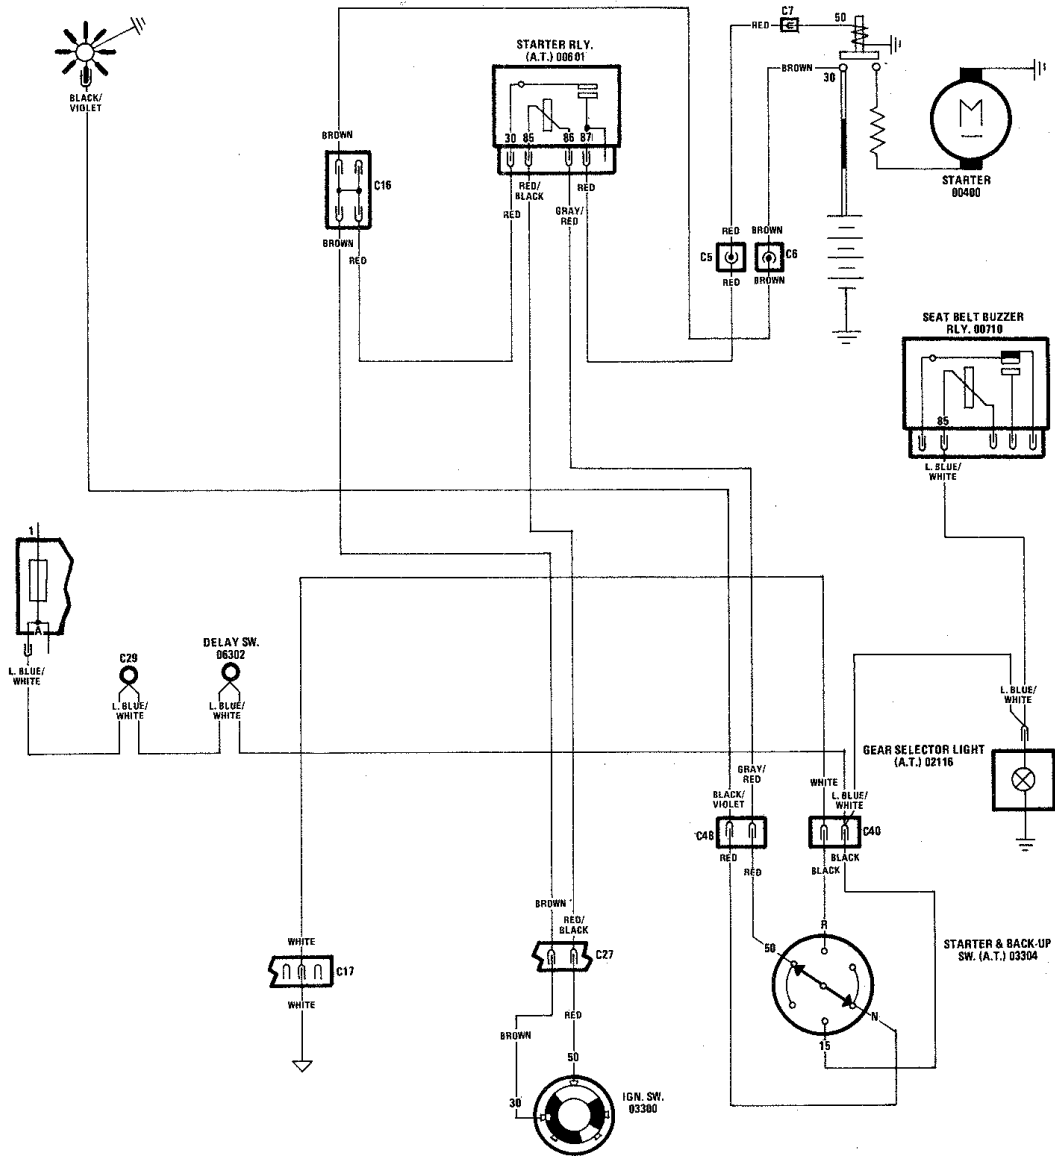 C7
RED
50
STARTER RLY.
(A.T.) 00601
BROWN
30
BLACK/
VIOLET
BROWN
30 85 86 87
C16
STARTER
00400
RED/
BLACK
RED
RED
GRAY/
RED
BROWN
RED
RED
BROWN
C5
C6
RED
BROWN
SEAT BELT BUZZER
RLY. 00710
85
L. BLUE/
WHITE
1
A
DELAY SW.
06302
C29
L. BLUE/
WHITE
L. BLUE/
WHITE
L. BLUE/
WHITE
L. BLUE/
WHITE
GEAR SELECTOR LIGHT
(A.T.) 02116
GRAY/
RED
WHITE
BLACK/
VIOLET
L. BLUE/
WHITE
C48
C40
RED
BLACK
RED
BLACK
BROWN
RED/
BLACK
R
WHITE
50
STARTER & BACK-UP
SW. (A.T.) 03304
C27
C17
WHITE
RED
N
BROWN
15
50
30
IGN. SW.
03300
M